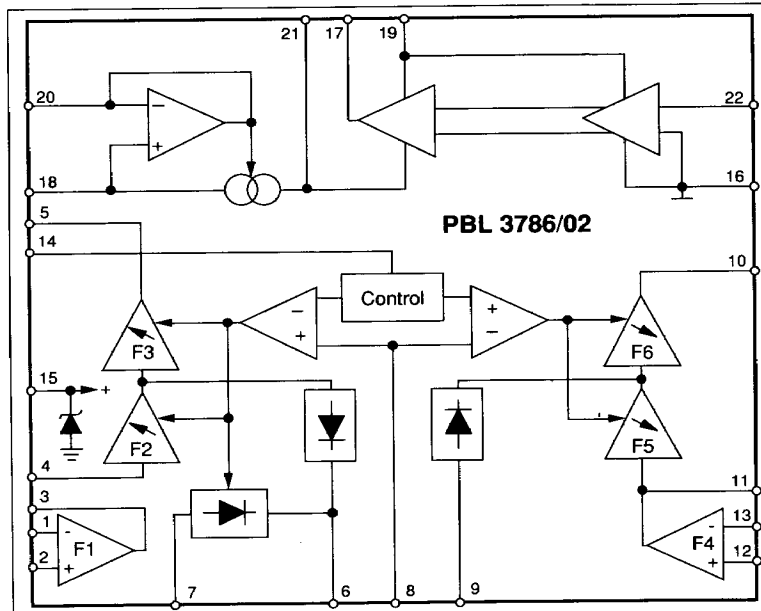 21 17 19
20 - + 22
18 16
5
PBL 3786/02
14 10
- + Control + -
F3 F6
15 +
F2 F5
4
3 11
1 - F1 - 13
2 + F4 + 12
7 6 8 9